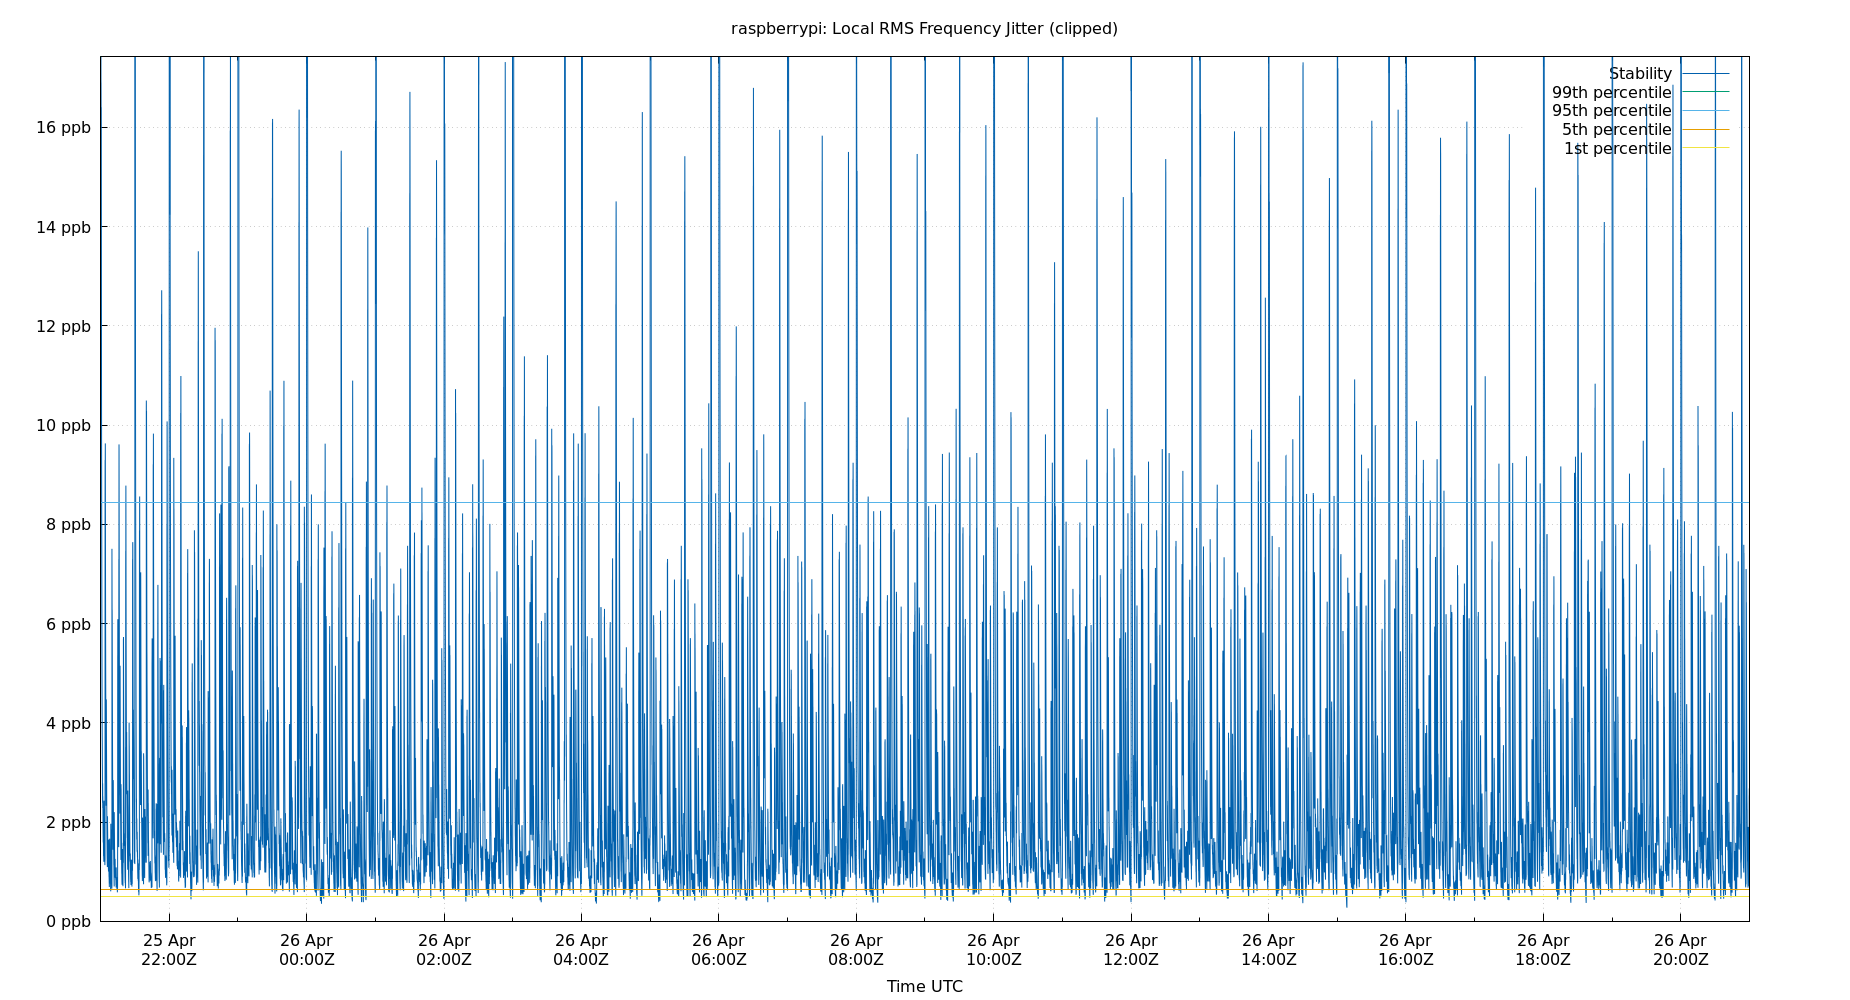 raspberrypi: Local RMS Frequency Jitter (clipped)
Stability
99th percentile
95th percentile
5th percentile
1st percentile
16 ppb
14 ppb
12 ppb
10 ppb
8 ppb
6 ppb
4 ppb
2 ppb
0 ppb
25 Apr 26 Apr 26 Apr 26 Apr 26 Apr 26 Apr 26 Apr 26 Apr 26 Apr 26 Apr 26 Apr 26 Apr
22:00Z 00:00Z 02:00Z 04:00Z 06:00Z 08:00Z 10:00Z 12:00Z 14:00Z 16:00Z 18:00Z 20:00Z
Time UTC